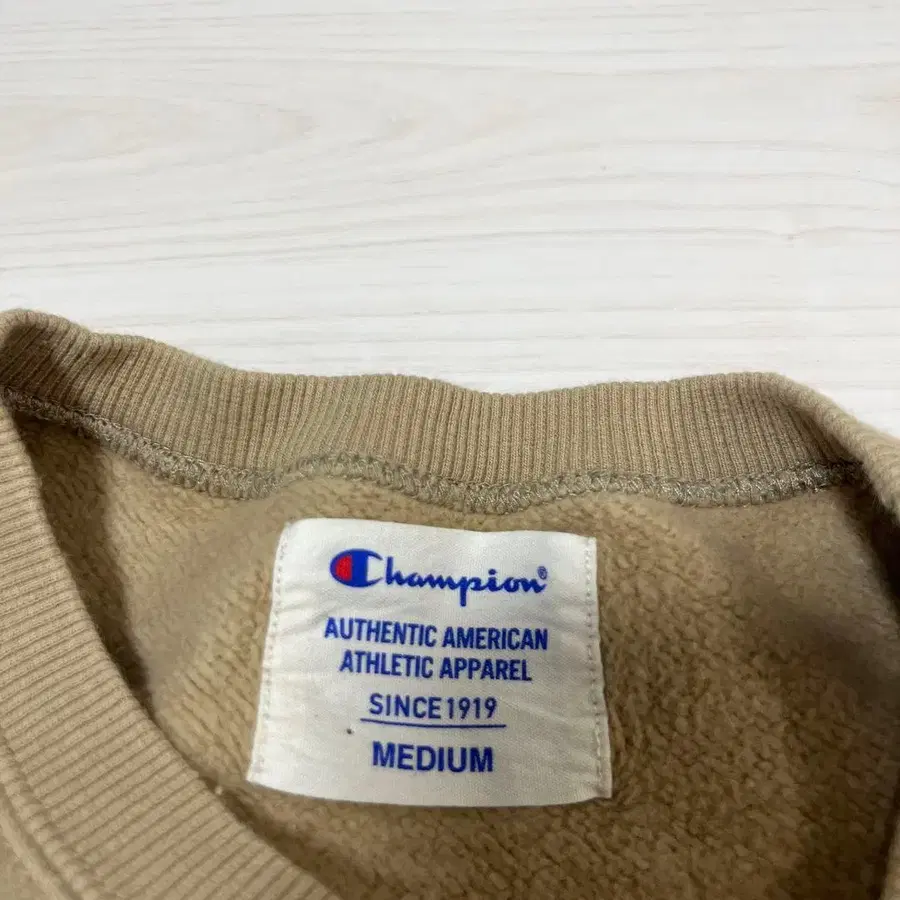 Champion®
AUTHENTIC AMERICAN
ATHLETIC APPAREL
SINCE 1919
MEDIUM